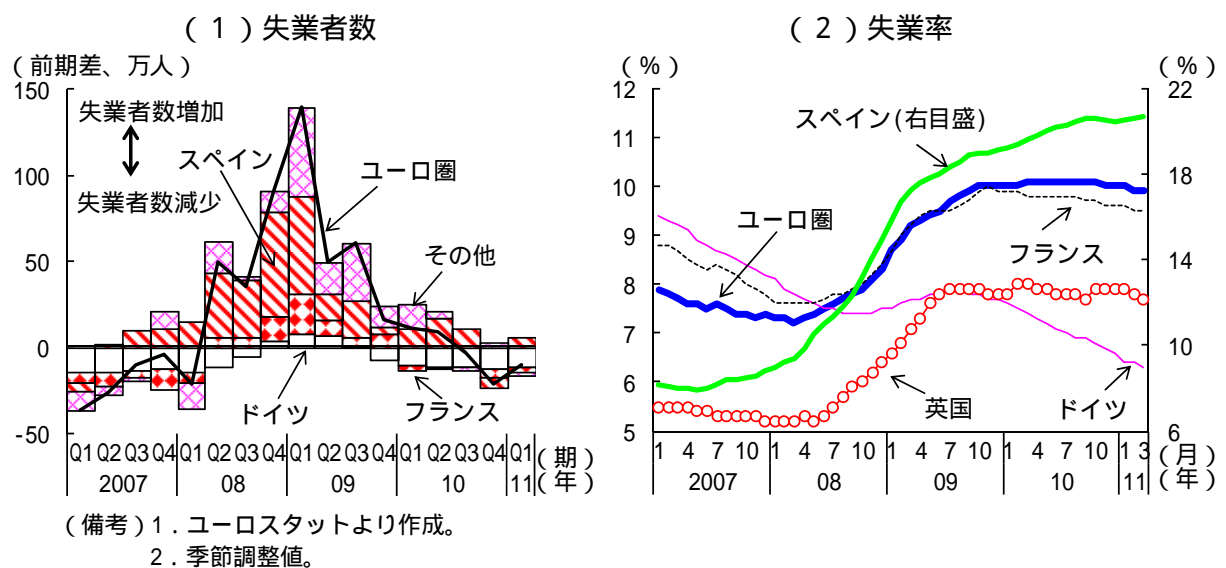 (1)失業者数
(前期差、万人)
150
100
50
0
-50
失業者数増加
失業者数減少
スペイン
ユーロ圏
その他
ドイツ
フランス
Q1 Q2 Q3 Q4 Q1 Q2 Q3 Q4 Q1 Q2 Q3 Q4 Q1 Q2 Q3 Q4 Q1 (期)
2007 08 09 10 11 (年)
(2)失業率
(%) (%)
12 22
11
10 18
9
8 14
7 10
6
5 6
スペイン(右目盛)
ユーロ圏
フランス
英国
ドイツ
1 4 7 10 1 4 7 10 1 4 7 10 1 4 7 10 1 3 (月)
2007 08 09 10 11 (年)
(備考)1.ユーロスタットより作成。
2.季節調整値。